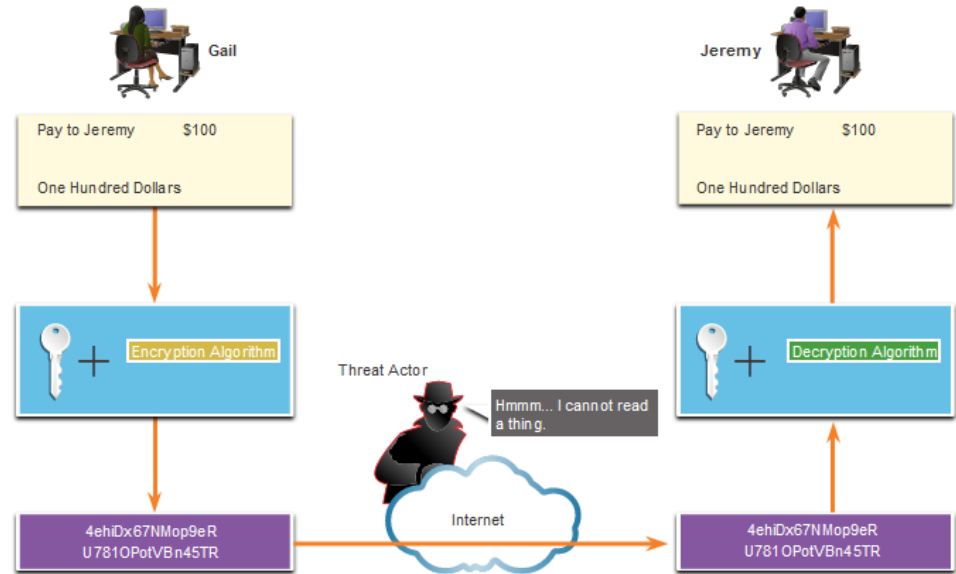 Gail
Jeremy
Pay to Jeremy $100
One Hundred Dollars
Pay to Jeremy $100
One Hundred Dollars
Encryption Algorithm
Decryption Algorithm
Threat Actor
Hmmm... I cannot read
a thing.
Internet
4ehiDx67NMop9eR
U781OPotVBn45TR
4ehiDx67NMop9eR
U781OPotVBn45TR